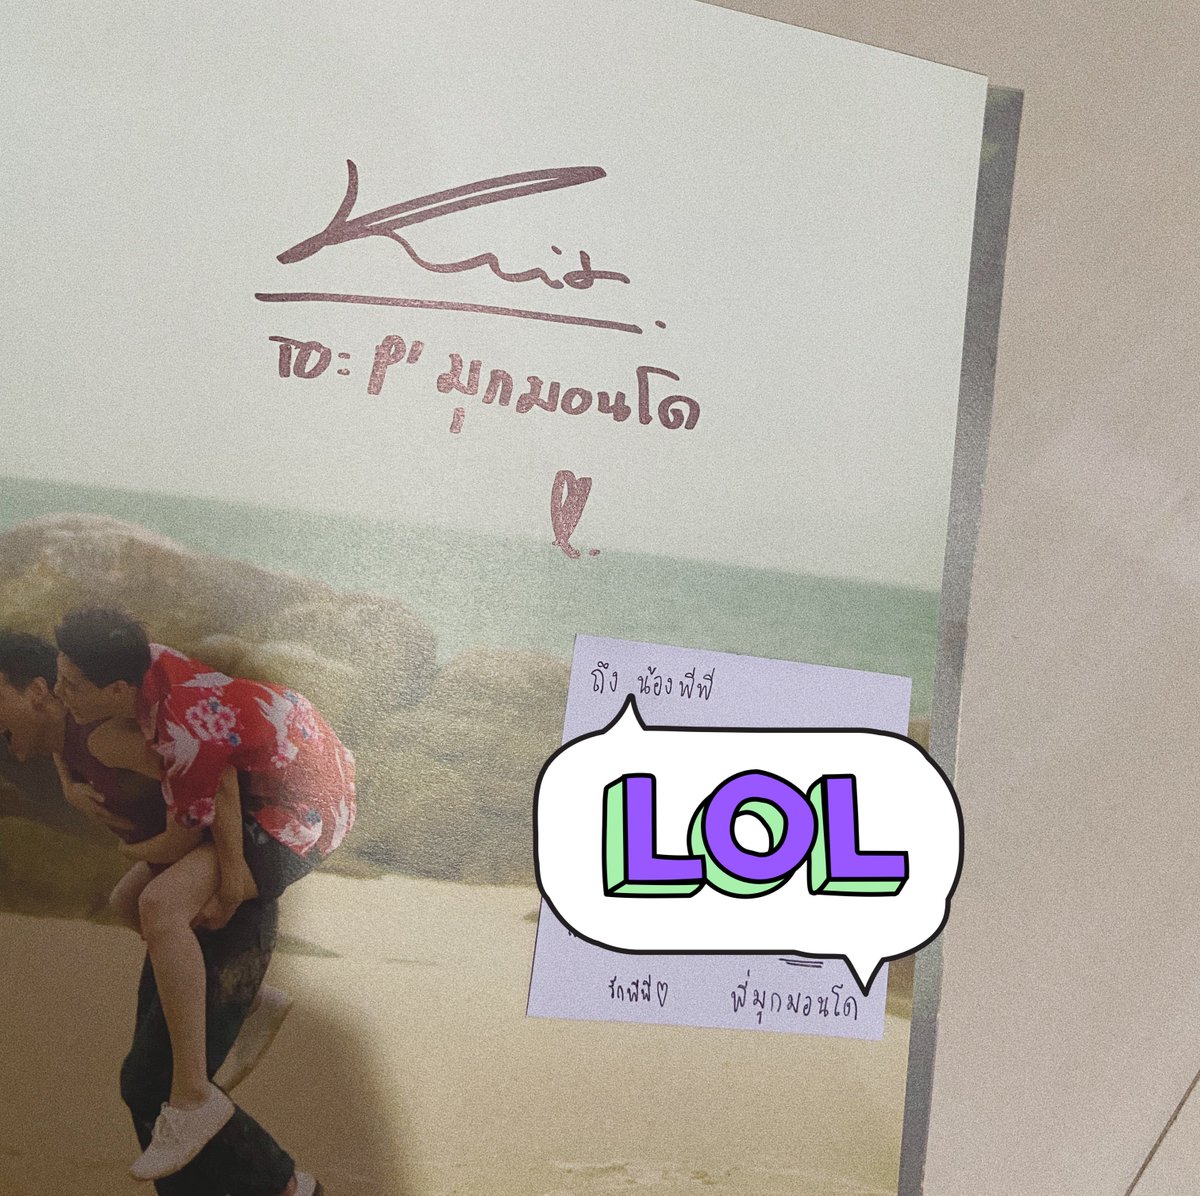 Krit.
TO: P' มุกมอนโด
ถึง น้องพีพี
LOL
รักพีพี♡
พี่มุกมอนโด